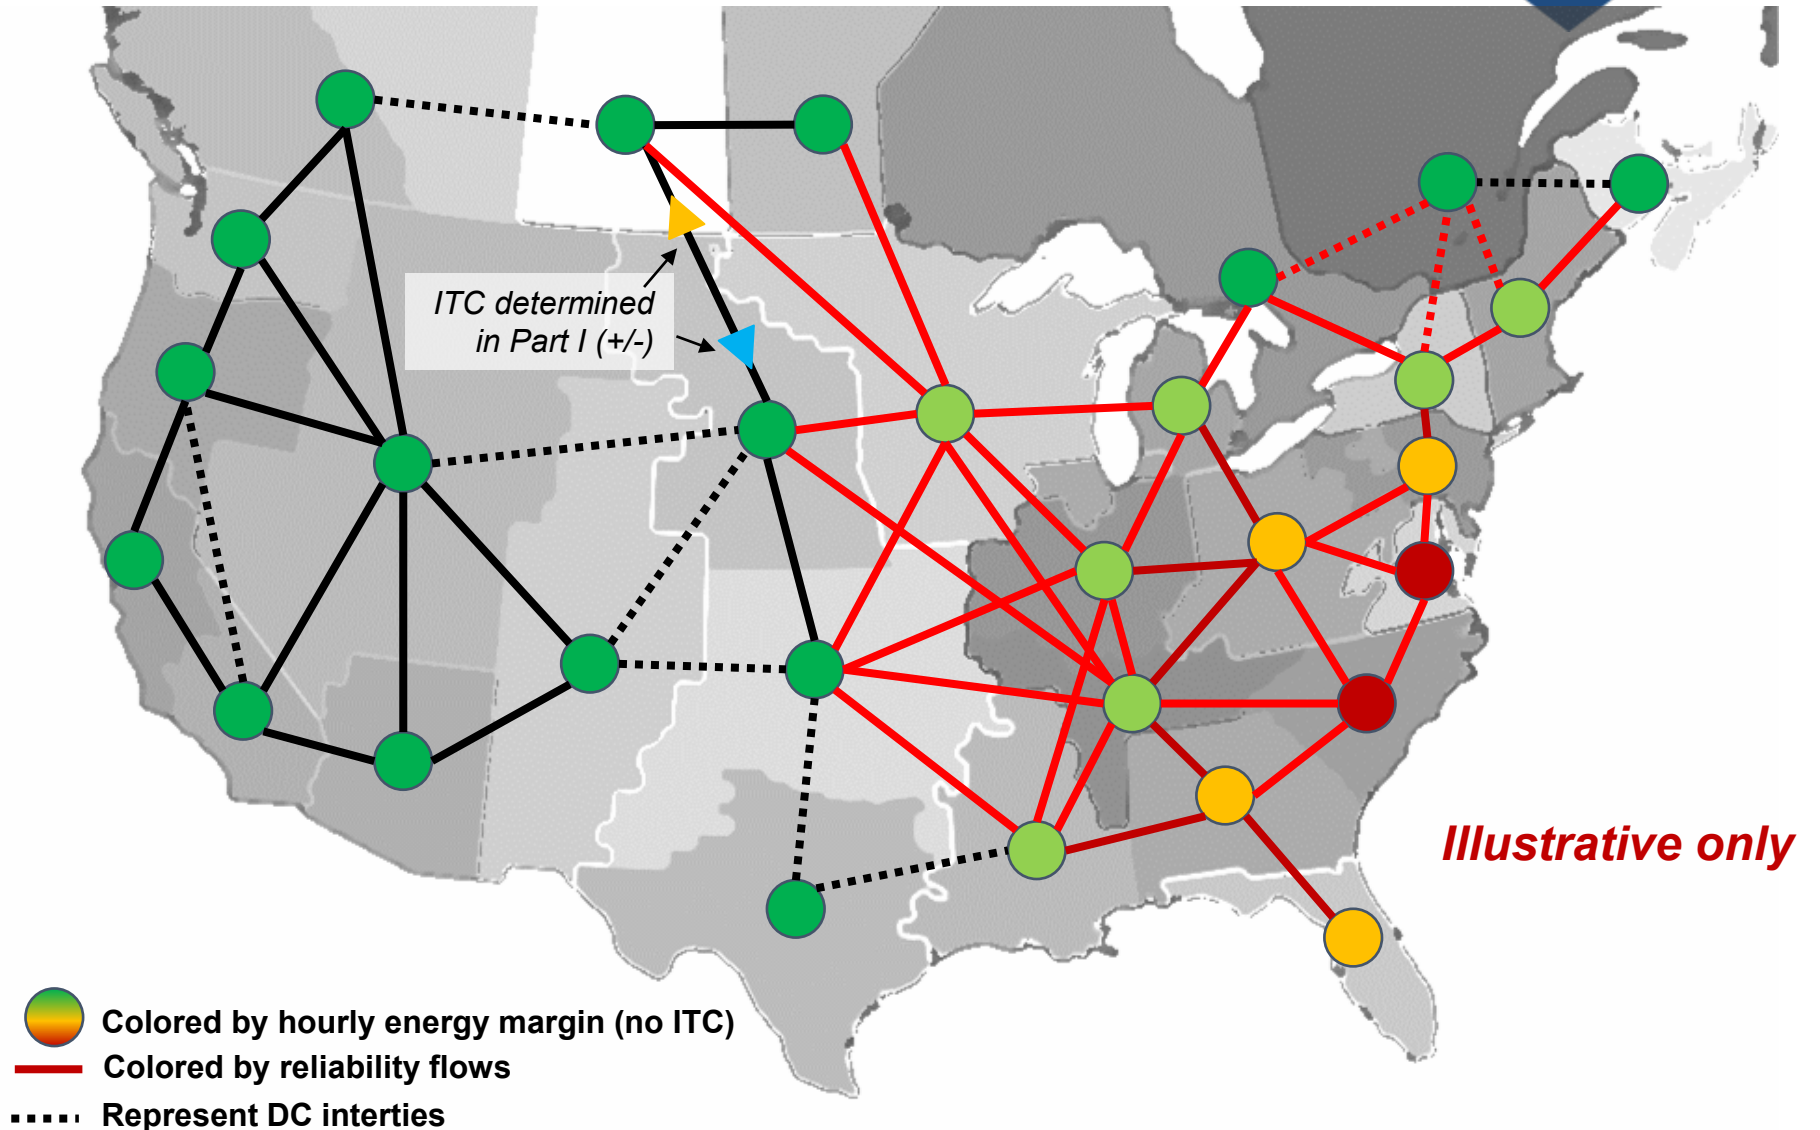 ITC determined
in Part I (+/-)
Illustrative only
Colored by hourly energy margin (no ITC)
Colored by reliability flows
Represent DC interties